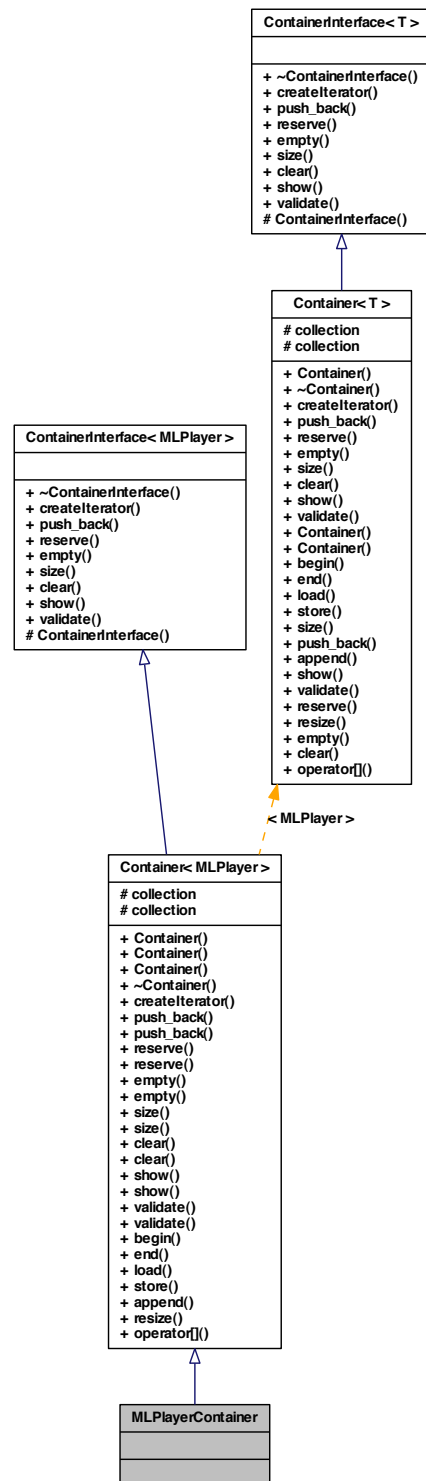 ContainerInterface< T >
+ ~ContainerInterface()
+ createIterator()
+ push_back()
+ reserve()
+ empty()
+ size()
+ clear()
+ show()
+ validate()
# ContainerInterface()
Container< T >
# collection
# collection
+ Container()
+ ~Container()
+ createIterator()
+ push_back()
+ reserve()
+ empty()
+ size()
+ clear()
+ show()
+ validate()
+ Container()
+ Container()
+ begin()
+ end()
+ load()
+ store()
+ size()
+ push_back()
+ append()
+ show()
+ validate()
+ reserve()
+ resize()
+ empty()
+ clear()
+ operator[]()
ContainerInterface< MLPlayer >
+ ~ContainerInterface()
+ createIterator()
+ push_back()
+ reserve()
+ empty()
+ size()
+ clear()
+ show()
+ validate()
# ContainerInterface()
< MLPlayer >
Container< MLPlayer >
# collection
# collection
+ Container()
+ Container()
+ Container()
+ ~Container()
+ createIterator()
+ push_back()
+ push_back()
+ reserve()
+ reserve()
+ empty()
+ empty()
+ size()
+ size()
+ clear()
+ clear()
+ show()
+ show()
+ validate()
+ validate()
+ begin()
+ end()
+ load()
+ store()
+ append()
+ resize()
+ operator[]()
MLPlayerContainer